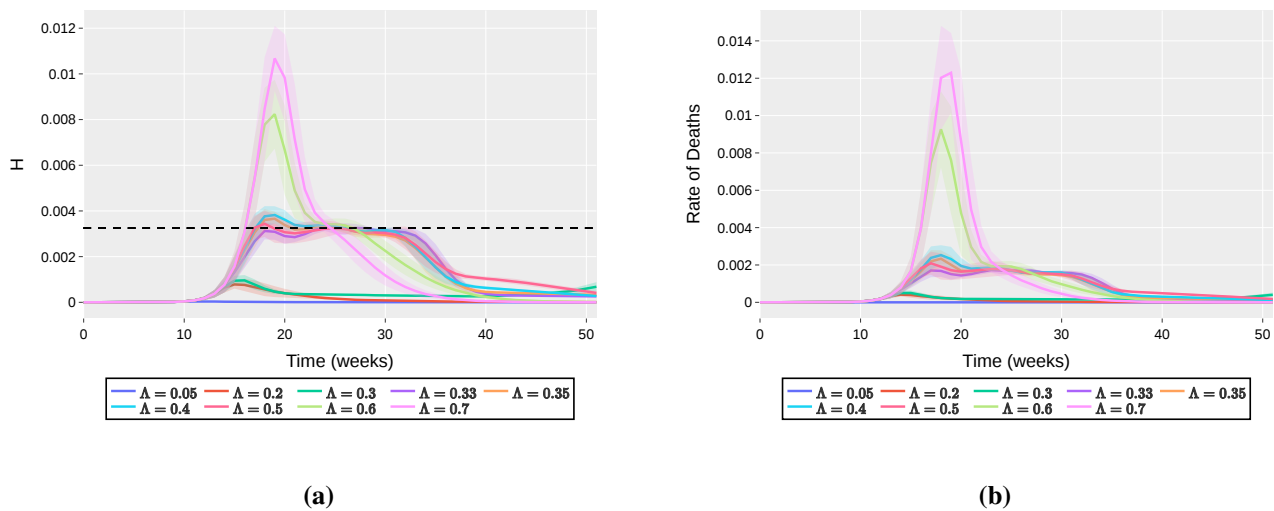 0.012
0.01
0.008
0.006
0.004
0.002
0
H
0 10 20 30 40 50
Time (weeks)
Λ = 0.05 Λ = 0.2 Λ = 0.3 Λ = 0.33 Λ = 0.35
Λ = 0.4 Λ = 0.5 Λ = 0.6 Λ = 0.7
(a)
0.014
0.012
0.01
0.008
0.006
0.004
0.002
0
Rate of Deaths
0 10 20 30 40 50
Time (weeks)
Λ = 0.05 Λ = 0.2 Λ = 0.3 Λ = 0.33 Λ = 0.35
Λ = 0.4 Λ = 0.5 Λ = 0.6 Λ = 0.7
(b)